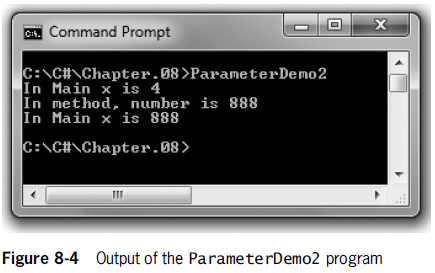 C:\. Command Prompt
C:\C#\Chapter.08>ParameterDemo2
In Main x is 4
In method, number is 888
In Main x is 888
C:\C#\Chapter.08>
Figure 8-4 Output of the ParameterDemo2 program